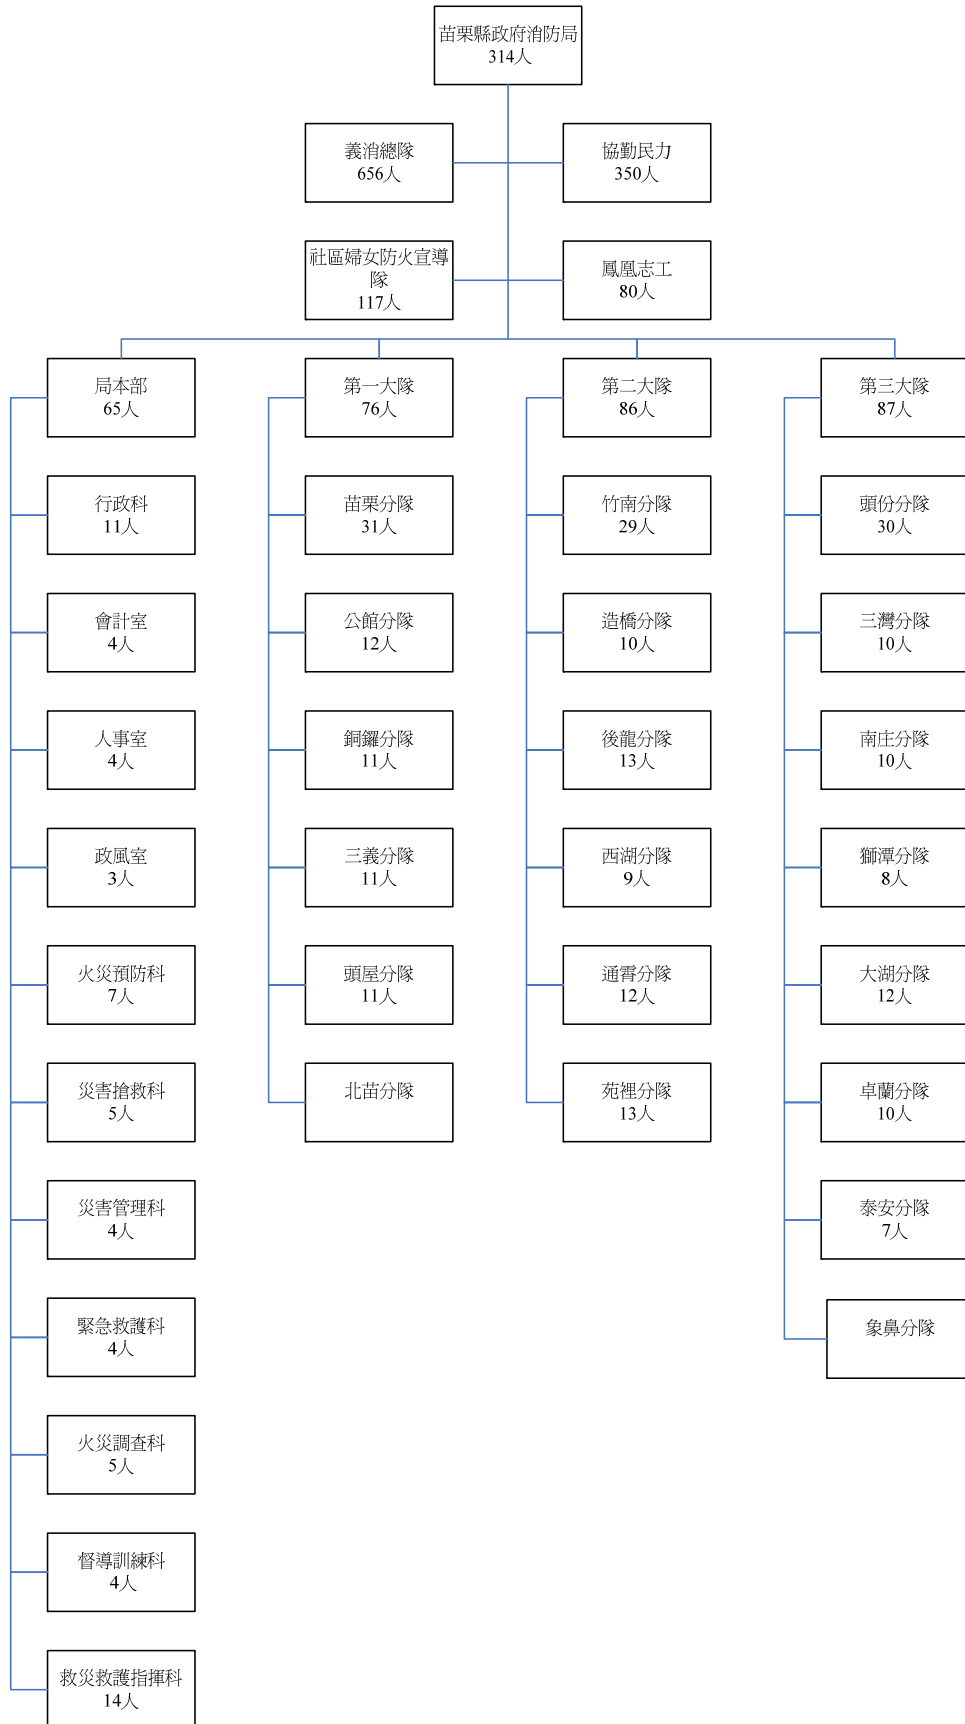 苗栗縣政府消防局
314人
義消總隊
656人
協勤民力
350人
社區婦女防火宣導
隊
117人
鳳凰志工
80人
局本部
65人
第一大隊
76人
第二大隊
86人
第三大隊
87人
行政科
11人
苗栗分隊
31人
竹南分隊
29人
頭份分隊
30人
會計室
4人
公館分隊
12人
造橋分隊
10人
三灣分隊
10人
人事室
4人
銅鑼分隊
11人
後龍分隊
13人
南庄分隊
10人
政風室
3人
三義分隊
11人
西湖分隊
9人
獅潭分隊
8人
火災預防科
7人
頭屋分隊
11人
通霄分隊
12人
大湖分隊
12人
災害搶救科
5人
北苗分隊
苑裡分隊
13人
卓蘭分隊
10人
災害管理科
4人
泰安分隊
7人
緊急救護科
4人
象鼻分隊
火災調查科
5人
督導訓練科
4人
救災救護指揮科
14人